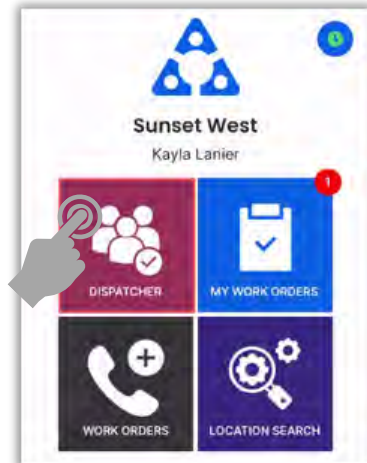 Sunset West
Kayla Lanier
1
DISPATCHER
MY WORK ORDERS
WORK ORDERS
LOCATION SEARCH